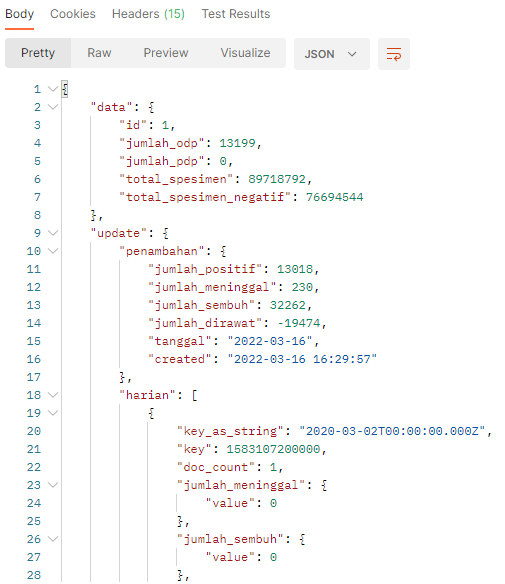 Body Cookies Headers (15) Test Results
Pretty Raw Preview Visualize JSON
1 {
2 "data": {
3 "id": 1,
4 "jumlah_odp": 13199,
5 "jumlah_pdp": 0,
6 "total_spesimen": 89718792,
7 "total_spesimen_negatif": 76694544
8 },
9 "update": {
10 "penambahan": {
11 "jumlah_positif": 13018,
12 "jumlah_meninggal": 230,
13 "jumlah_sembuh": 32262,
14 "jumlah_dirawat": -19474,
15 "tanggal": "2022-03-16",
16 "created": "2022-03-16 16:29:57"
17 },
18 "harian": [
19 {
20 "key_as_string": "2020-03-02T00:00:00.000Z",
21 "key": 1583107200000,
22 "doc_count": 1,
23 "jumlah_meninggal": {
24 "value": 0
25 },
26 "jumlah_sembuh": {
27 "value": 0
28 },